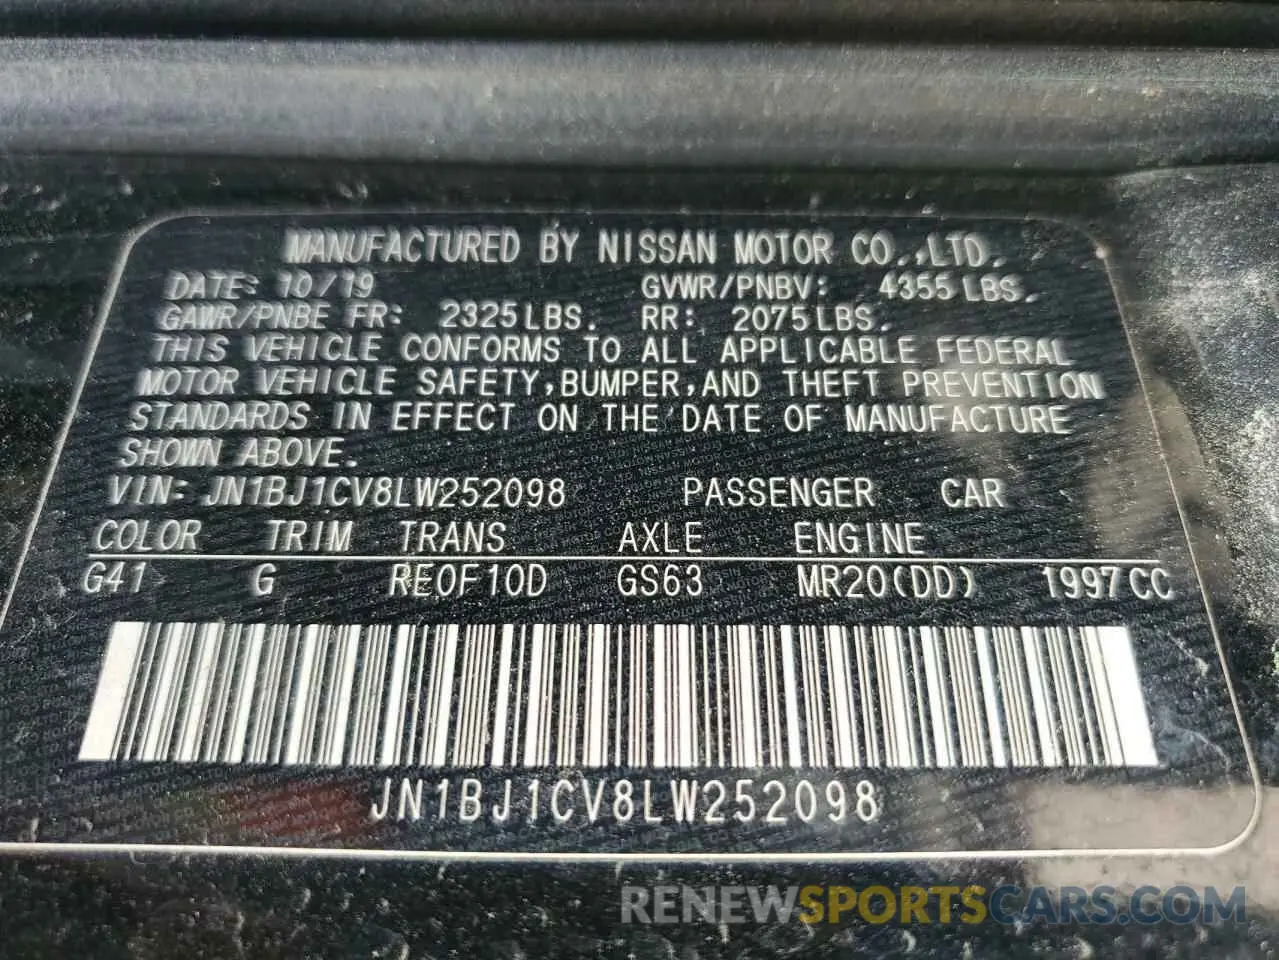 MANUFACTURED BY NISSAN MOTOR CO.,LTD.
DATE: 10/19 GVWR/PNBV: 4355 LBS.
GAWR/PNBE FR: 2325 LBS. RR: 2075 LBS.
THIS VEHICLE CONFORMS TO ALL APPLICABLE FEDERAL
MOTOR VEHICLE SAFETY,BUMPER,AND THEFT PREVENTION
STANDARDS IN EFFECT ON THE DATE OF MANUFACTURE
SHOWN ABOVE.
VIN: JN1BJ1CV8LW252098 PASSENGER CAR
COLOR TRIM TRANS AXLE ENGINE
G41 G RE0F10D GS63 MR20(DD) 1997 CC
JN1BJ1CV8LW252098
RENEWSPORTSCARS.COM